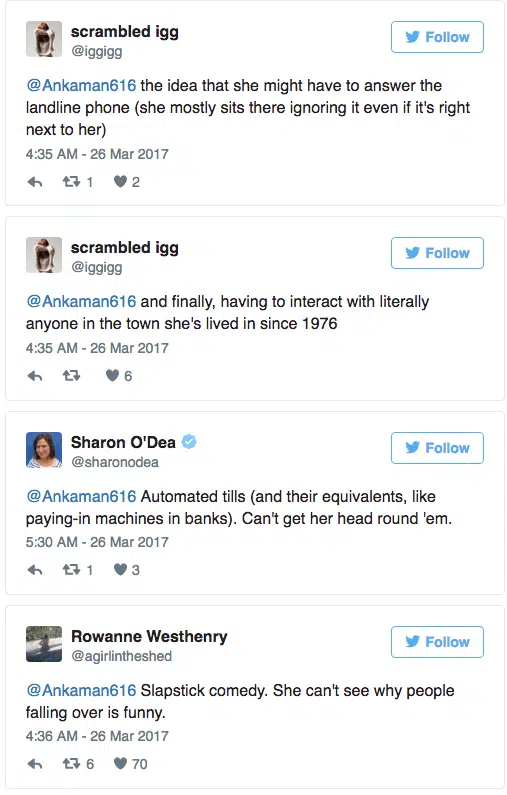 scrambled igg
@iggigg
Follow
@Ankaman616 the idea that she might have to answer the
landline phone (she mostly sits there ignoring it even if it's right
next to her)
4:35 AM - 26 Mar 2017
1 2
scrambled igg
@iggigg
Follow
@Ankaman616 and finally, having to interact with literally
anyone in the town she's lived in since 1976
4:35 AM - 26 Mar 2017
6
Sharon O'Dea
@sharonodea
Follow
@Ankaman616 Automated tills (and their equivalents, like
paying-in machines in banks). Can't get her head round 'em.
5:30 AM - 26 Mar 2017
1 3
Rowanne Westhenry
@agirlintheshed
Follow
@Ankaman616 Slapstick comedy. She can't see why people
falling over is funny.
4:36 AM - 26 Mar 2017
6 70